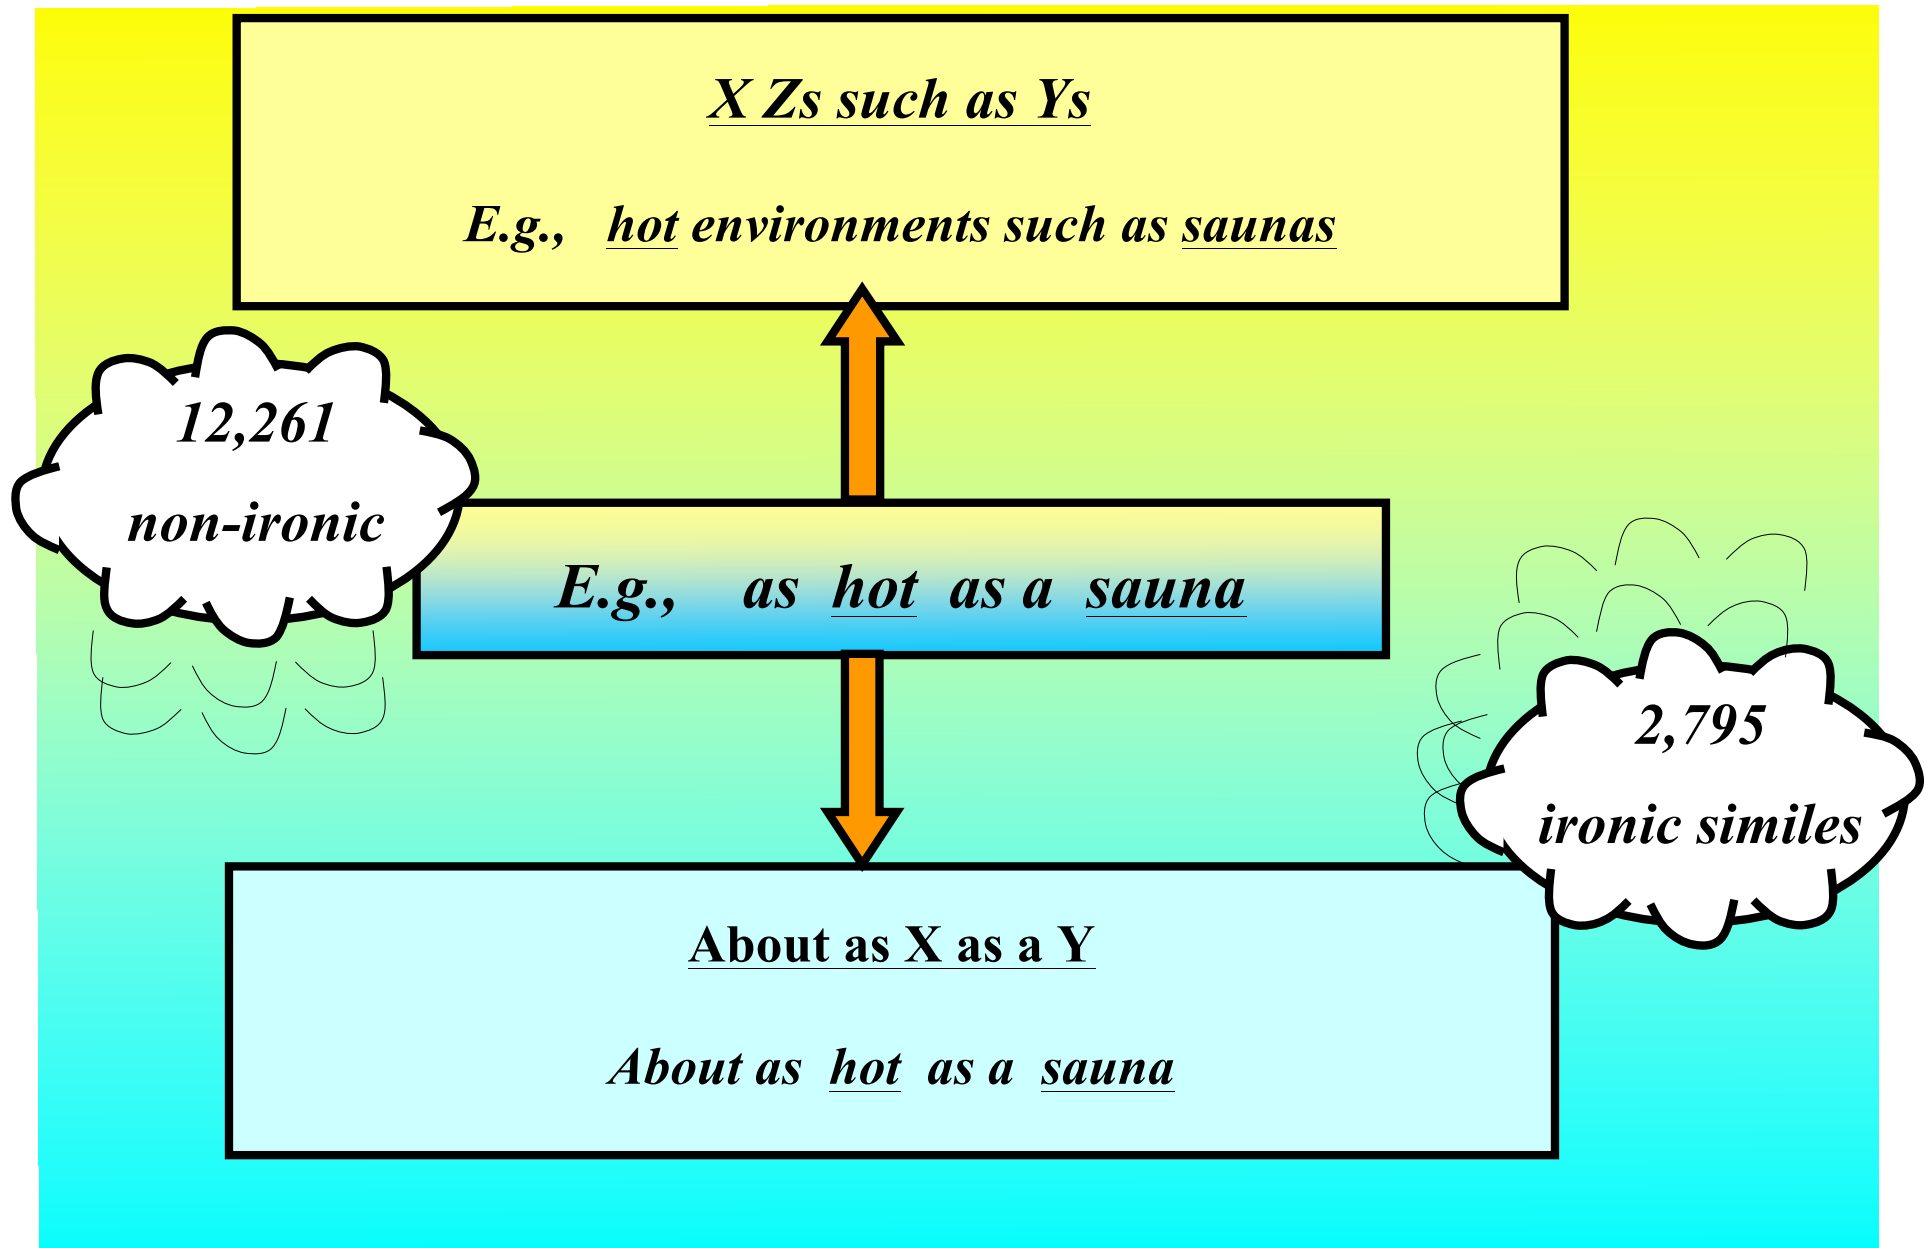 X Zs such as Ys
E.g., hot environments such as saunas
12,261
non-ironic
E.g., as hot as a sauna
2,795
ironic similes
About as X as a Y
About as hot as a sauna